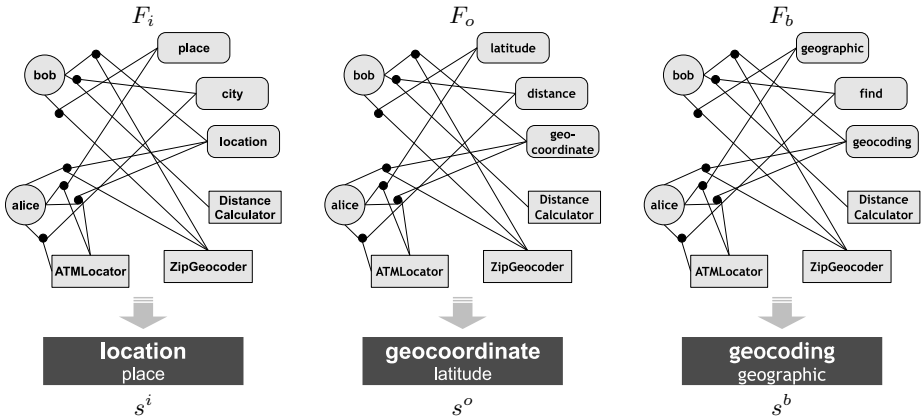 F_i
place
bob
city
location
alice
Distance
Calculator
ATMLocator
ZipGeocoder
location
place
s^i
F_o
latitude
bob
distance
geo-
coordinate
alice
Distance
Calculator
ATMLocator
ZipGeocoder
geocoordinate
latitude
s^o
F_b
geographic
bob
find
geocoding
alice
Distance
Calculator
ATMLocator
ZipGeocoder
geocoding
geographic
s^b